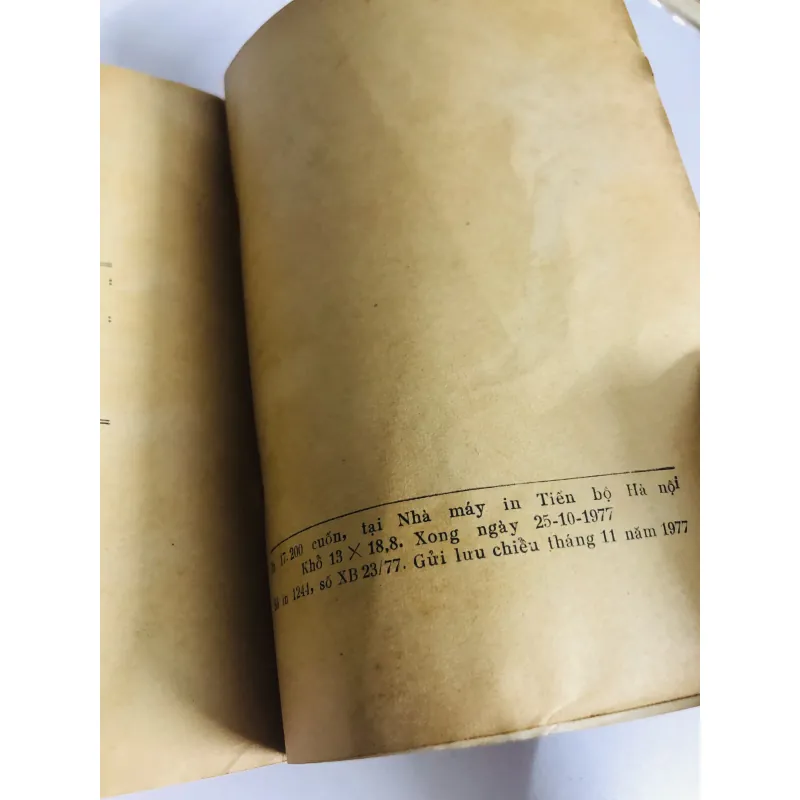 17.200 cuốn, tại Nhà máy in Tiến bộ Hà nội
Khổ 13 × 18,8. Xong ngày 25-10-1977
in 1244, số XB 23/77. Gửi lưu chiểu tháng 11 năm 1977